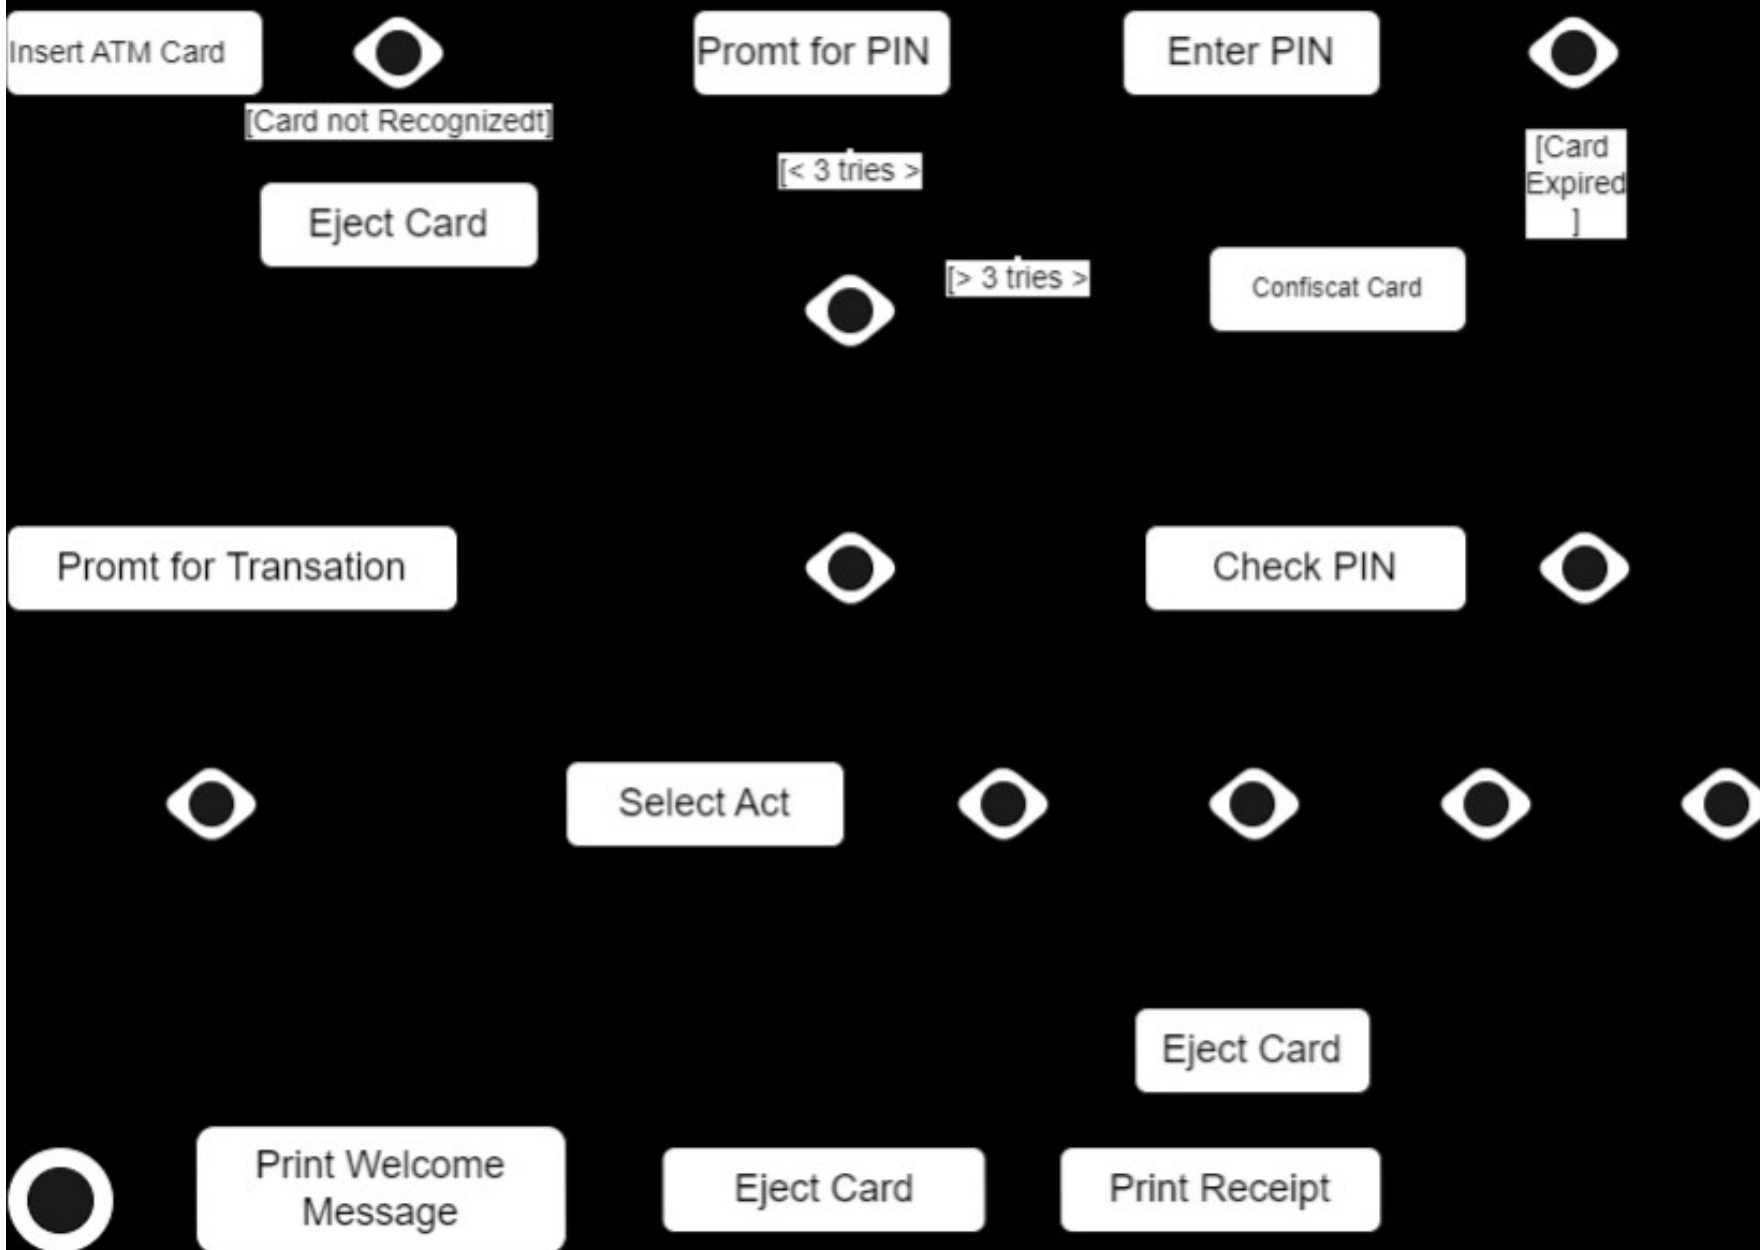 Insert ATM Card
Promt for PIN
Enter PIN
[Card not Recognizedt]
[< 3 tries >
[Card
Expired
]
Eject Card
[> 3 tries >
Confiscat Card
Promt for Transation
Check PIN
Select Act
Eject Card
Print Welcome
Message
Eject Card
Print Receipt